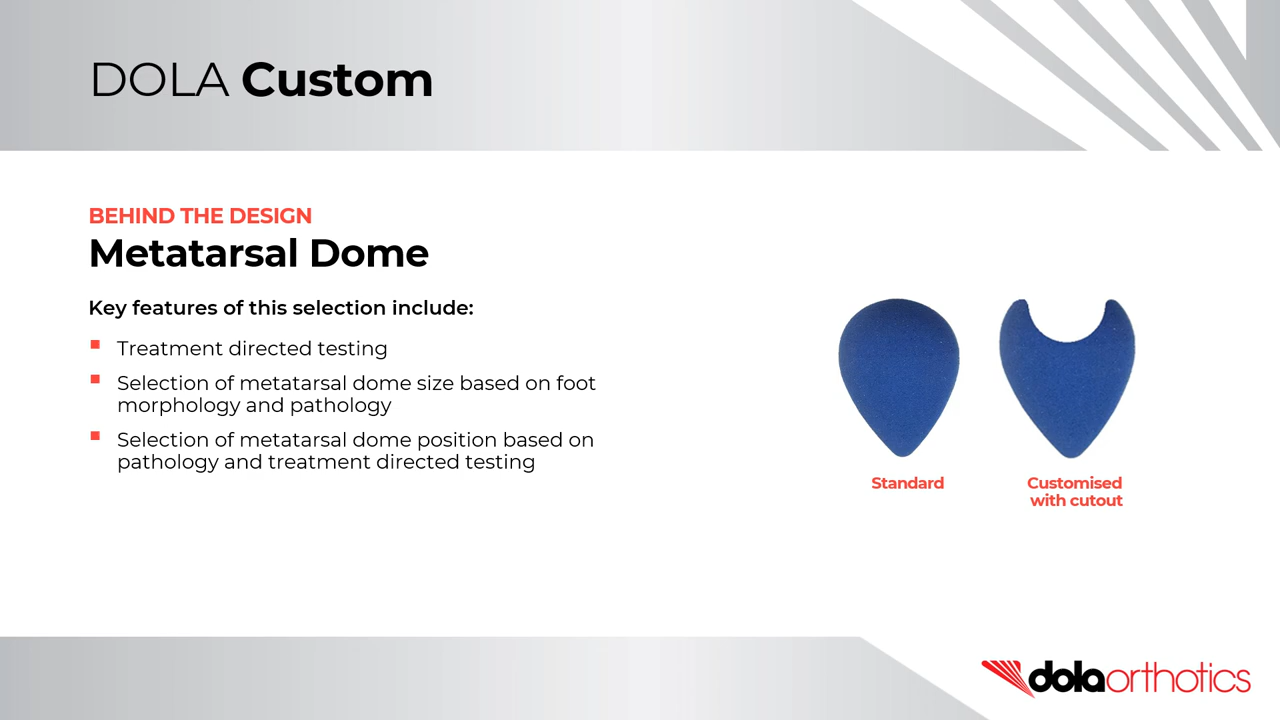 DOLA Custom
BEHIND THE DESIGN
Metatarsal Dome
Key features of this selection include:
Treatment directed testing
Selection of metatarsal dome size based on foot
morphology and pathology
Selection of metatarsal dome position based on
pathology and treatment directed testing
Standard
Customised
with cutout
dolaorthotics